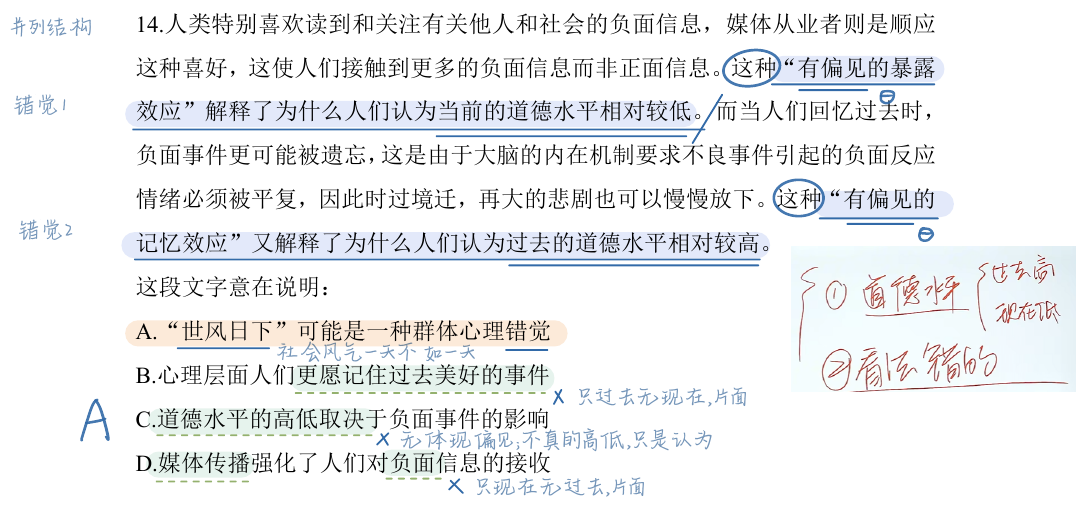 并列结构
14.人类特别喜欢读到和关注有关他人和社会的负面信息，媒体从业者则是顺应
这种喜好，这使人们接触到更多的负面信息而非正面信息。这种“有偏见的暴露
错觉1
效应”解释了为什么人们认为当前的道德水平相对较低。而当人们回忆过去时，
负面事件更可能被遗忘，这是由于大脑的内在机制要求不良事件引起的负面反应
情绪必须被平复，因此时过境迁，再大的悲剧也可以慢慢放下。这种“有偏见的
错觉2
记忆效应”又解释了为什么人们认为过去的道德水平相对较高。
这段文字意在说明：
① 道德水平
过去高
现在低
②看法错的
A.“世风日下”可能是一种群体心理错觉
社会风气一天不如一天
B.心理层面人们更愿记住过去美好的事件
× 只过去无现在,片面
A
C.道德水平的高低取决于负面事件的影响
× 无体现偏见;不真的高低,只是认为
D.媒体传播强化了人们对负面信息的接收
× 只现在无过去,片面